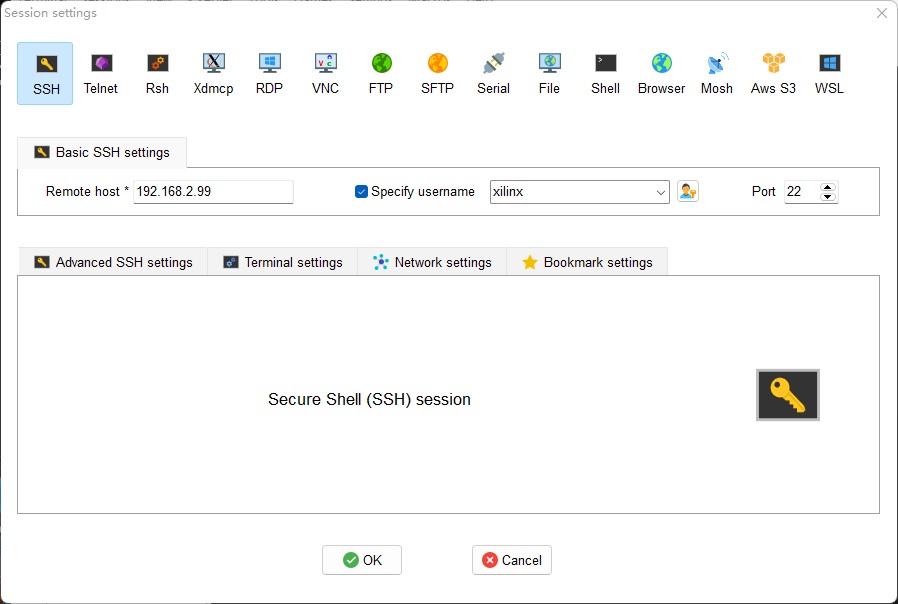 Session settings
SSH Telnet Rsh Xdmcp RDP VNC FTP SFTP Serial File Shell Browser Mosh Aws S3 WSL
Basic SSH settings
Remote host * 192.168.2.99 Specify username xilinx Port 22
Advanced SSH settings Terminal settings Network settings Bookmark settings
Secure Shell (SSH) session
OK Cancel